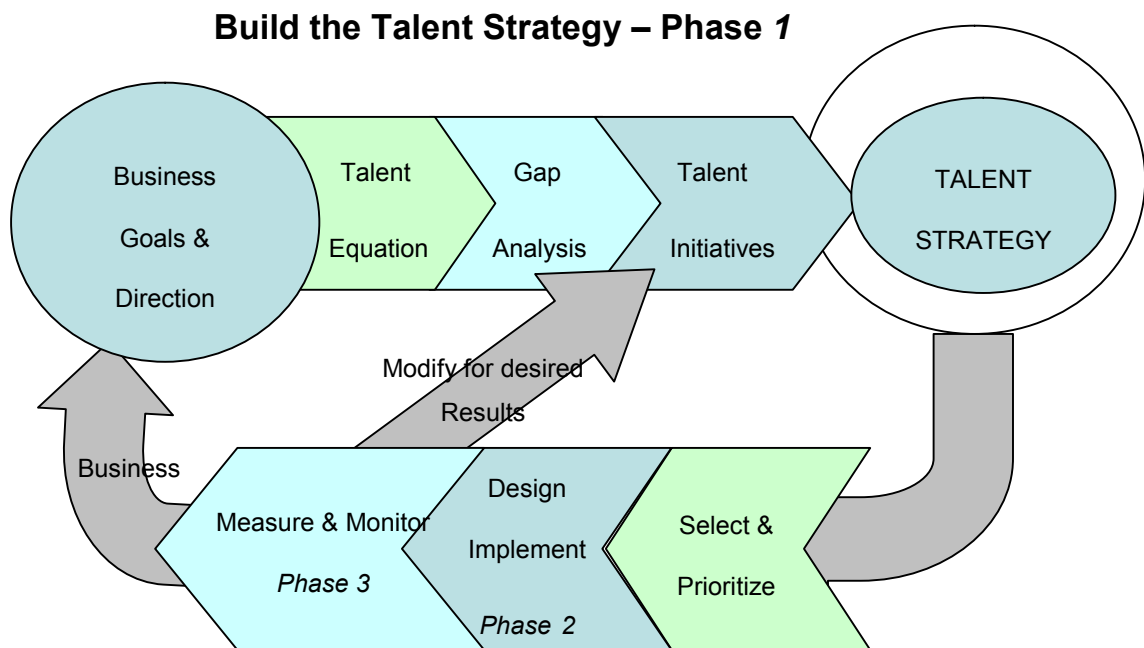 Build the Talent Strategy – Phase 1
Business
Goals &
Direction
Talent
Equation
Gap
Analysis
Talent
Initiatives
TALENT
STRATEGY
Modify for desired
Results
Business
Measure & Monitor
Phase 3
Design
Implement
Phase 2
Select &
Prioritize